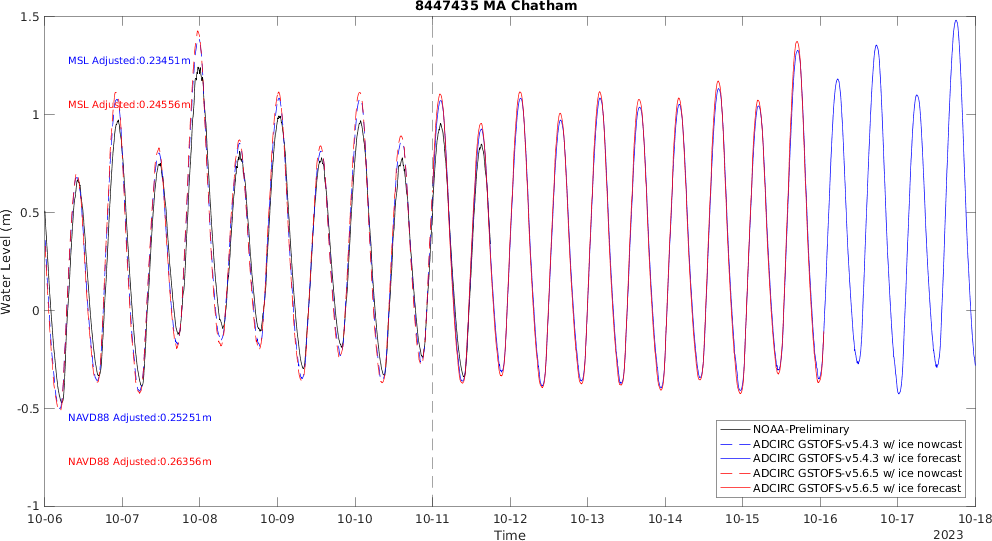 8447435 MA Chatham
1.5
1
0.5
0
-0.5
-1
Water Level (m)
MSL Adjusted:0.23451m
MSL Adjusted:0.24556m
NAVD88 Adjusted:0.25251m
NAVD88 Adjusted:0.26356m
NOAA-Preliminary
ADCIRC GSTOFS-v5.4.3 w/ ice nowcast
ADCIRC GSTOFS-v5.4.3 w/ ice forecast
ADCIRC GSTOFS-v5.6.5 w/ ice nowcast
ADCIRC GSTOFS-v5.6.5 w/ ice forecast
10-06 10-07 10-08 10-09 10-10 10-11 10-12 10-13 10-14 10-15 10-16 10-17 10-18
Time
2023